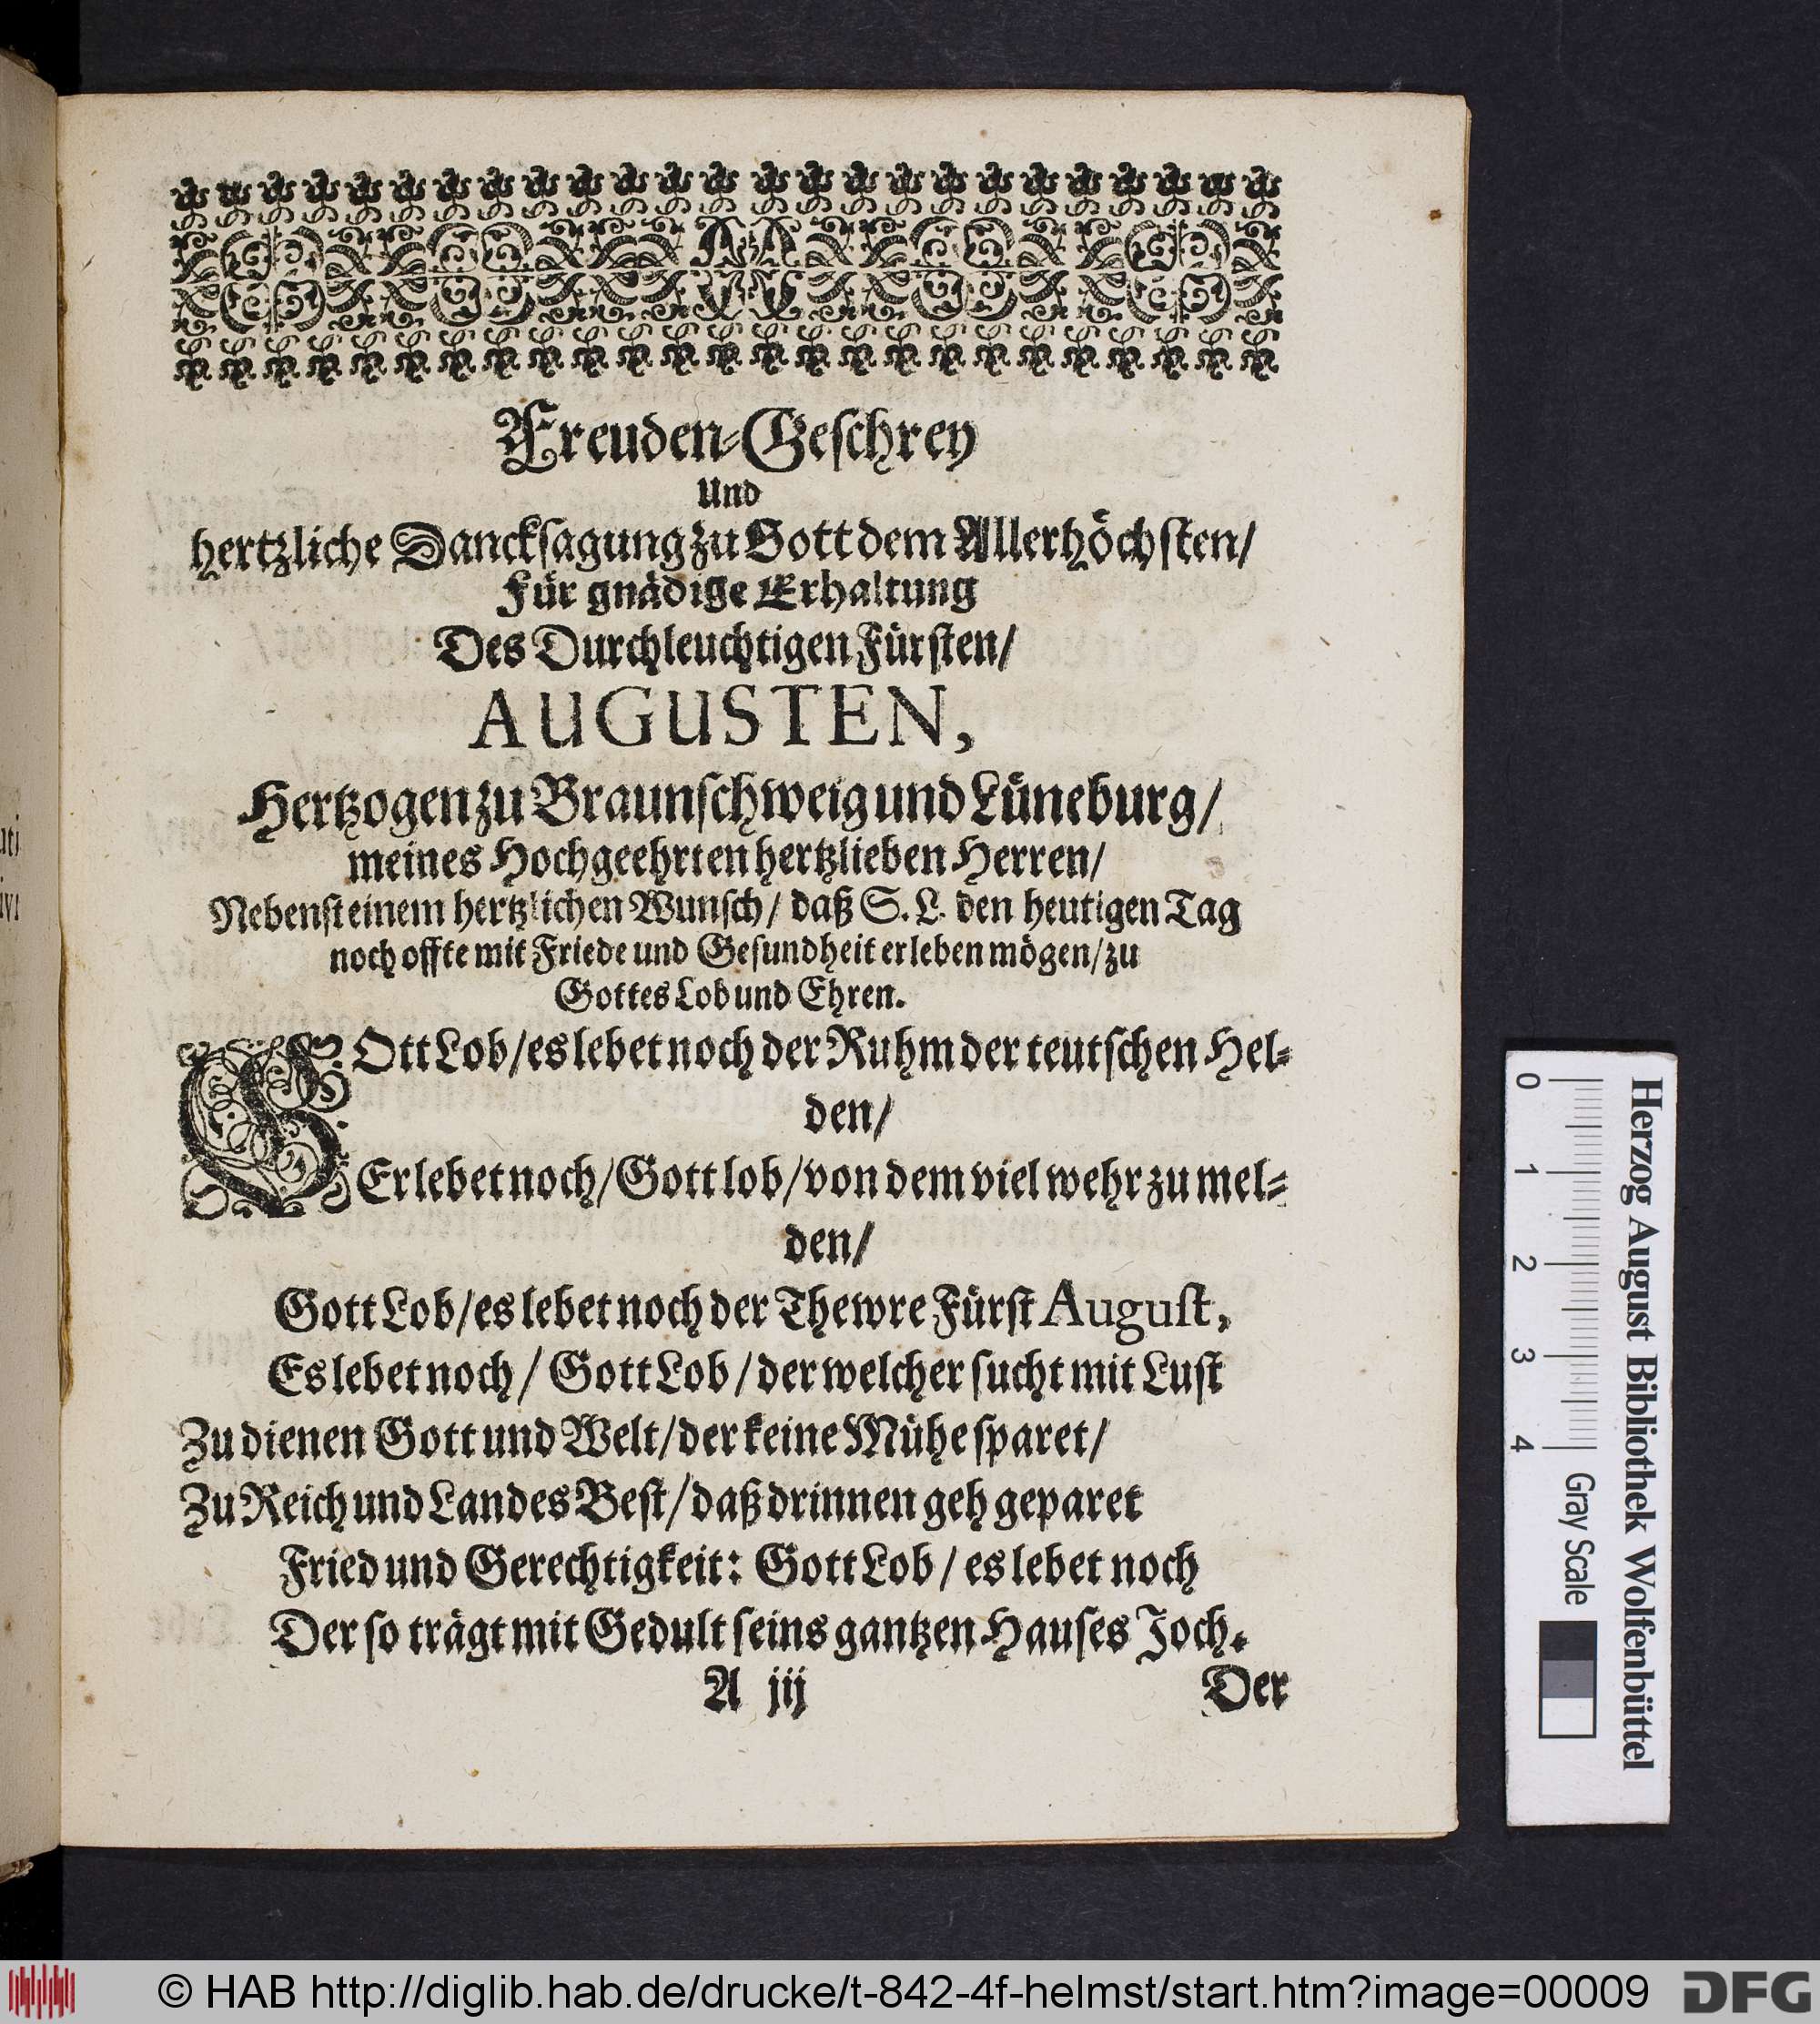 Freuden-Geschrey
Und
hertzliche Dancksagung zu Gott dem Allerhöchsten/
Für gnädige Erhaltung
Des Durchleuchtigen Fürsten/
AUGUSTEN,
Hertzogen zu Braunschweig und Lüneburg/
meines Hochgeehrten hertzlieben Herren/
Nebenst einem hertzlichen Wunsch/ daß S. L. den heutigen Tag
noch offte mit Friede und Gesundheit erleben mögen/ zu
Gottes Lob und Ehren.
GOtt Lob/ es lebet noch der Ruhm der teutschen Hel-
den/
Er lebet noch/ Gott lob/ von dem viel wehr zu mel-
den/
Gott Lob/ es lebet noch der Thewre Fürst August,
Es lebet noch/ Gott Lob/ der welcher sucht mit Lust
Zu dienen Gott und Welt/ der keine Mühe sparet/
Zu Reich und Landes Best/ daß drinnen geh geparet
Fried und Gerechtigkeit: Gott Lob/ es lebet noch
Der so trägt mit Gedult seins gantzen Hauses Joch.
A iij Der
0 1 2 3 4 Gray Scale
Herzog August Bibliothek Wolfenbüttel
© HAB http://diglib.hab.de/drucke/t-842-4f-helmst/start.htm?image=00009
DFG